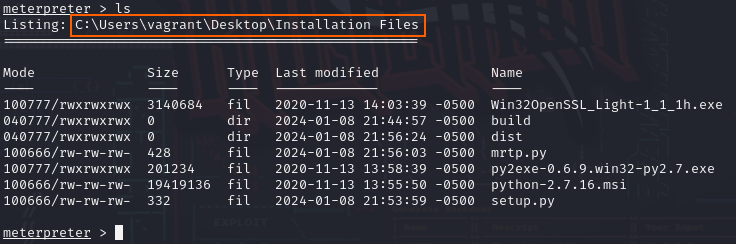 meterpreter > ls
Listing: C:\Users\vagrant\Desktop\Installation Files
====================================================
Mode Size Type Last modified Name
---- ---- ---- ------------- ----
100777/rwxrwxrwx 3140684 fil 2020-11-13 14:03:39 -0500 Win32OpenSSL_Light-1_1_1h.exe
040777/rwxrwxrwx 0 dir 2024-01-08 21:44:57 -0500 build
040777/rwxrwxrwx 0 dir 2024-01-08 21:56:24 -0500 dist
100666/rw-rw-rw- 428 fil 2024-01-08 21:56:03 -0500 mrtp.py
100777/rwxrwxrwx 201234 fil 2020-11-13 13:58:39 -0500 py2exe-0.6.9.win32-py2.7.exe
100666/rw-rw-rw- 19419136 fil 2020-11-13 13:55:50 -0500 python-2.7.16.msi
100666/rw-rw-rw- 332 fil 2024-01-08 21:53:59 -0500 setup.py
meterpreter >
EXPLOIT